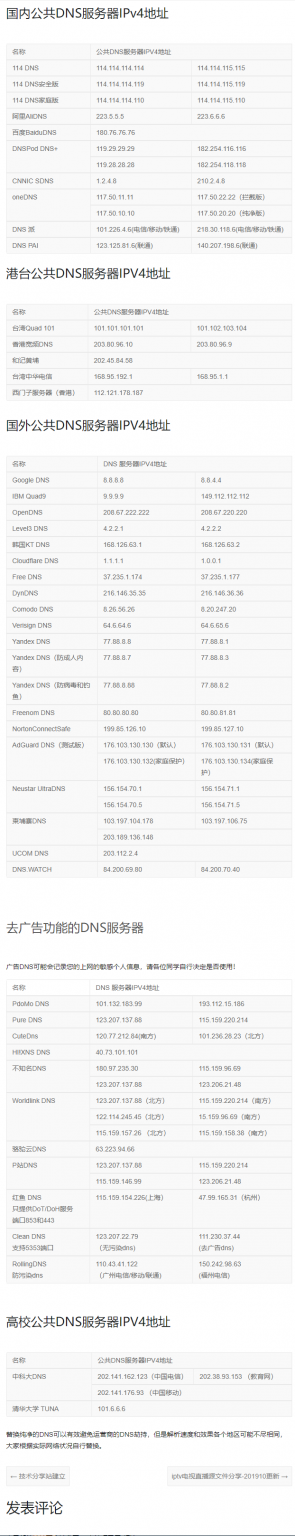 国内公共DNS服务器IPv4地址
名称 公共DNS服务器IPV4地址
114 DNS 114.114.114.114 114.114.115.115
114 DNS安全版 114.114.114.119 114.114.115.119
114 DNS家庭版 114.114.114.110 114.114.115.110
阿里AliDNS 223.5.5.5 223.6.6.6
百度BaiduDNS 180.76.76.76
DNSPod DNS+ 119.29.29.29 182.254.116.116
119.28.28.28 182.254.118.118
CNNIC SDNS 1.2.4.8 210.2.4.8
oneDNS 117.50.11.11 117.50.22.22（拦截版）
117.50.10.10 117.50.20.20（纯净版）
DNS 派 101.226.4.6(电信/移动/铁通) 218.30.118.6(电信/移动/铁通)
DNS PAI 123.125.81.6(联通) 140.207.198.6(联通)
港台公共DNS服务器IPV4地址
名称 公共DNS服务器IPV4地址
台湾Quad 101 101.101.101.101 101.102.103.104
香港宽频DNS 203.80.96.10 203.80.96.9
和记黄埔 202.45.84.58
台湾中华电信 168.95.192.1 168.95.1.1
西门子服务器（香港） 112.121.178.187
国外公共DNS服务器IPV4地址
名称 DNS 服务器IPV4地址
Google DNS 8.8.8.8 8.8.4.4
IBM Quad9 9.9.9.9 149.112.112.112
OpenDNS 208.67.222.222 208.67.220.220
Level3 DNS 4.2.2.1 4.2.2.2
韩国KT DNS 168.126.63.1 168.126.63.2
Cloudflare DNS 1.1.1.1 1.0.0.1
Free DNS 37.235.1.174 37.235.1.177
DynDNS 216.146.35.35 216.146.36.36
Comodo DNS 8.26.56.26 8.20.247.20
Verisign DNS 64.6.64.6 64.6.65.6
Yandex DNS 77.88.8.8 77.88.8.1
Yandex DNS（防成人内 77.88.8.7 77.88.8.3
容）
Yandex DNS（防病毒和钓 77.88.8.88 77.88.8.2
鱼）
Freenom DNS 80.80.80.80 80.80.81.81
NortonConnectSafe 199.85.126.10 199.85.127.10
AdGuard DNS（测试版） 176.103.130.130（默认） 176.103.130.131（默认）
176.103.130.132(家庭保护） 176.103.130.134(家庭保
护）
Neustar UltraDNS 156.154.70.1 156.154.71.1
156.154.70.5 156.154.71.5
柬埔寨DNS 103.197.104.178 103.197.106.75
203.189.136.148
UCOM DNS 203.112.2.4
DNS.WATCH 84.200.69.80 84.200.70.40
去广告功能的DNS服务器
广告DNS可能会记录您的上网的敏感个人信息，请各位同学自行决定是否使用！
名称 DNS 服务器IPV4地址
PdoMo DNS 101.132.183.99 193.112.15.186
Pure DNS 123.207.137.88 115.159.220.214
CuteDns 120.77.212.84(南方) 101.236.28.23（北方）
HIIXNS DNS 40.73.101.101
不知名DNS 180.97.235.30 115.159.96.69
123.207.137.88 123.206.21.48
Worldlink DNS 123.207.137.88（北方） 115.159.220.214（南方）
122.114.245.45（北方） 15.159.96.69（南方）
115.159.157.26 （北方） 115.159.158.38（南方）
骆驼云DNS 63.223.94.66
P站DNS 123.207.137.88 115.159.220.214
115.159.146.99 123.206.21.48
红鱼 DNS 115.159.154.226(上海) 47.99.165.31（杭州）
只提供DoT/DoH服务
端口853和443
Clean DNS 123.207.22.79 111.230.37.44
支持5353端口 （无污染dns） (去广告dns)
RollingDNS 110.43.41.122 150.242.98.63
防污染dns （广州电信/移动/联通） (福州电信)
高校公共DNS服务器IPV4地址
名称 公共DNS服务器IPV4地址
中科大DNS 202.141.162.123（中国电信） 202.38.93.153 （教育网）
202.141.176.93 （中国移动）
清华大学 TUNA 101.6.6.6
替换纯净的DNS可以有效避免运营商的DNS劫持，但是解析速度和效果各个地区可能不尽相同，
大家根据实际网络状况自行替换。
← 技术分享站建立 iptv电视直播源文件分享-201910更新 →
发表评论